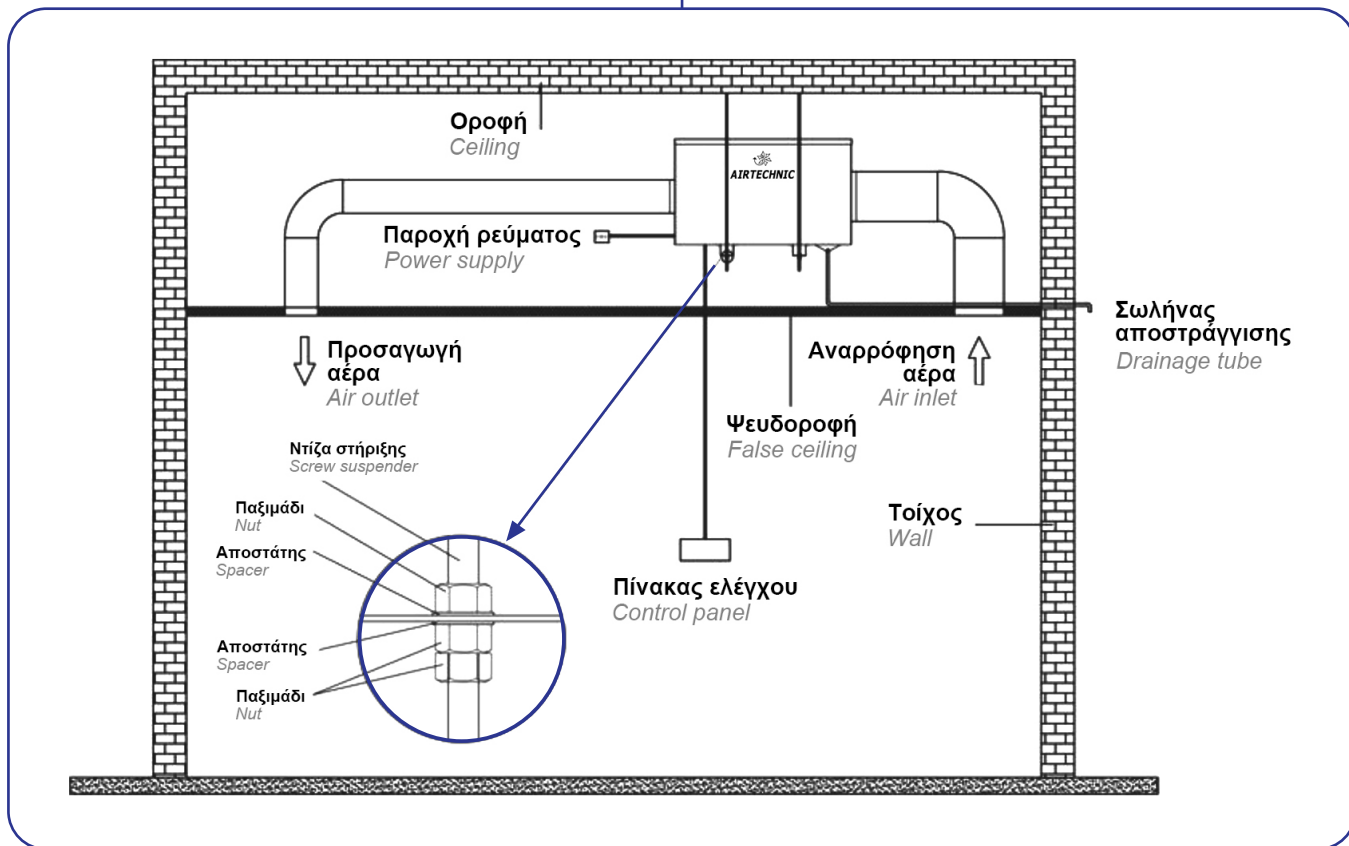 Οροφή
Ceiling
AIRTECHNIC
Παροχή ρεύματος
Power supply
Σωλήνας
αποστράγγισης
Drainage tube
Προσαγωγή
αέρα
Air outlet
Αναρρόφηση
αέρα
Air inlet
Ψευδοροφή
False ceiling
Ντίζα στήριξης
Screw suspender
Παξιμάδι
Nut
Αποστάτης
Spacer
Τοίχος
Wall
Πίνακας ελέγχου
Control panel
Αποστάτης
Spacer
Παξιμάδι
Nut